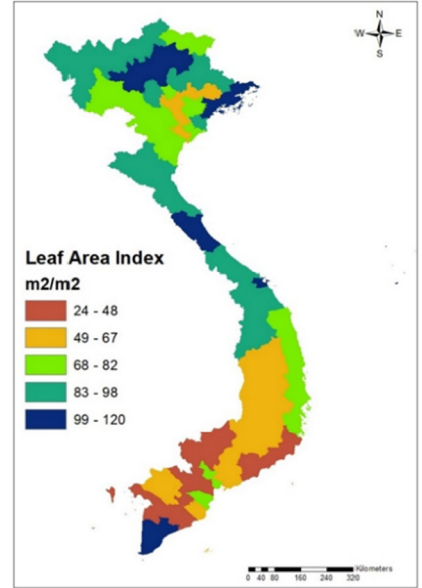 N
W E
S
Leaf Area Index
m2/m2
24 - 48
49 - 67
68 - 82
83 - 98
99 - 120
Kilometers
0 40 80 160 240 320